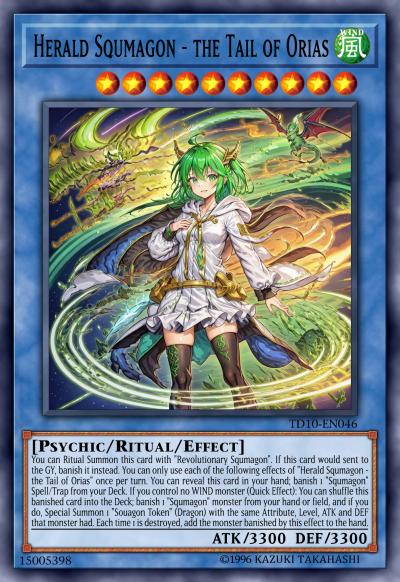 Herald Squmagon - the Tail of Orias
WIND
風
TD10-EN046
[Psychic/Ritual/Effect]
You can Ritual Summon this card with "Revolutionary Squmagon". If this card would sent to
the GY, banish it instead. You can only use each of the following effects of "Herald Squmagon -
the Tail of Orias" once per turn. You can reveal this card in your hand; banish 1 "Squmagon"
Spell/Trap from your Deck. If you control no WIND monster (Quick Effect): You can shuffle this
banished card into the Deck; banish 1 "Squmagon" monster from your hand or field, and if you
do, Special Summon 1 "Souagon Token" (Dragon) with the same Attribute, Level, ATK and DEF
that monster had. Each time 1 is destroyed, add the monster banished by this effect to the hand.
ATK/3300 DEF/3300
15005398
©1996 KAZUKI TAKAHASHI